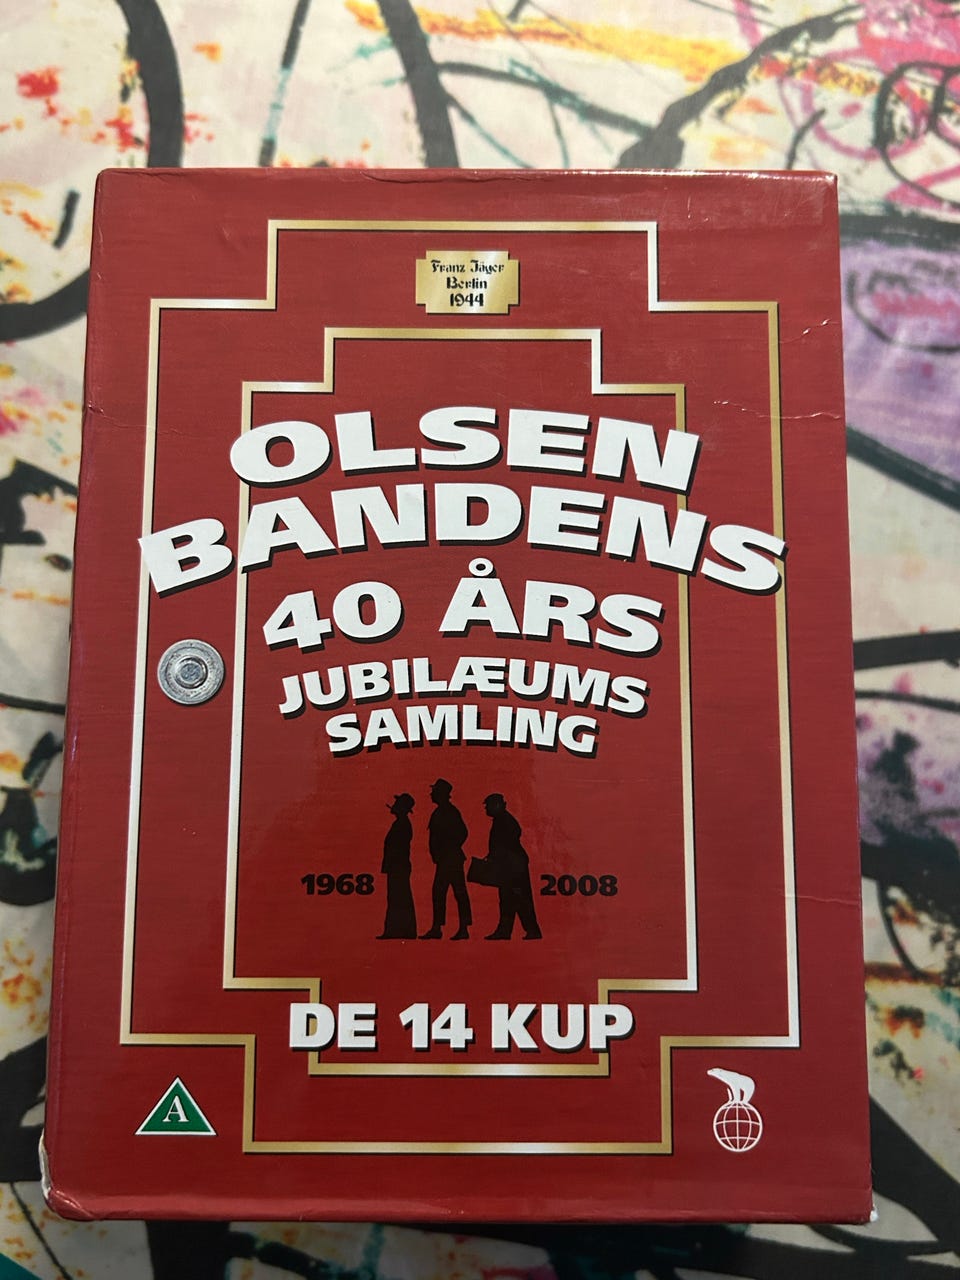 Franz Jäger
Berlin
1944
OLSEN
BANDENS
40 ÅRS
JUBILÆUMS
SAMLING
1968 2008
DE 14 KUP
A